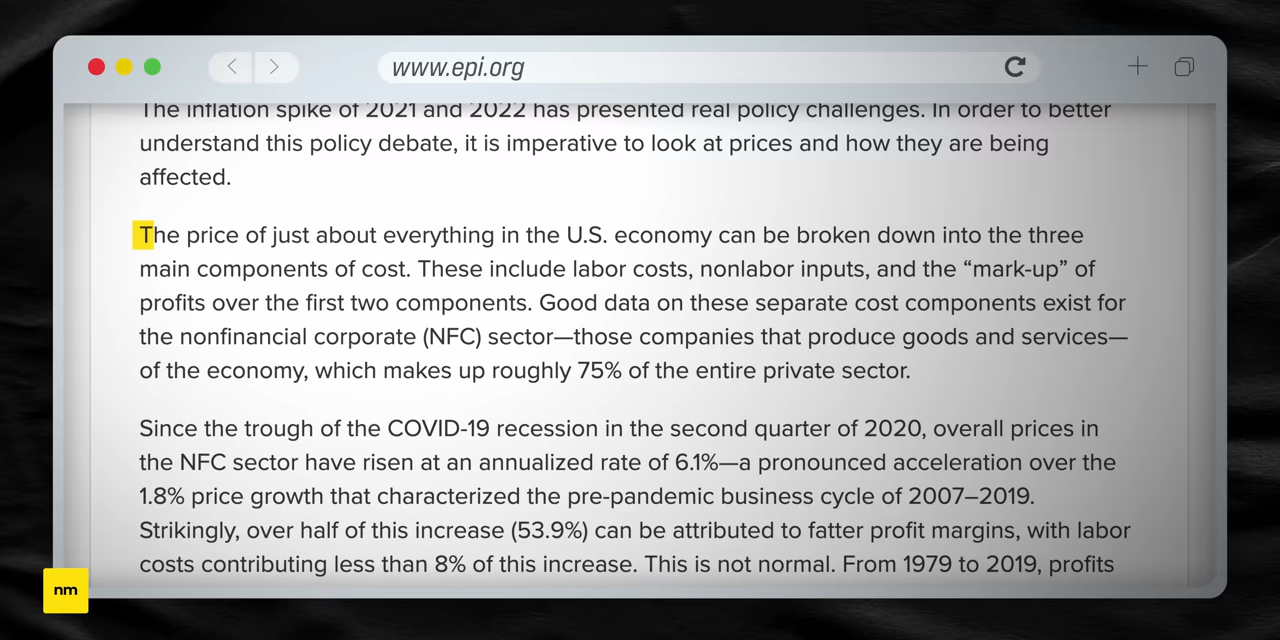 www.epi.org
The inflation spike of 2021 and 2022 has presented real policy challenges. In order to better
understand this policy debate, it is imperative to look at prices and how they are being
affected.
The price of just about everything in the U.S. economy can be broken down into the three
main components of cost. These include labor costs, nonlabor inputs, and the “mark-up” of
profits over the first two components. Good data on these separate cost components exist for
the nonfinancial corporate (NFC) sector—those companies that produce goods and services—
of the economy, which makes up roughly 75% of the entire private sector.
Since the trough of the COVID-19 recession in the second quarter of 2020, overall prices in
the NFC sector have risen at an annualized rate of 6.1%—a pronounced acceleration over the
1.8% price growth that characterized the pre-pandemic business cycle of 2007–2019.
Strikingly, over half of this increase (53.9%) can be attributed to fatter profit margins, with labor
costs contributing less than 8% of this increase. This is not normal. From 1979 to 2019, profits
nm